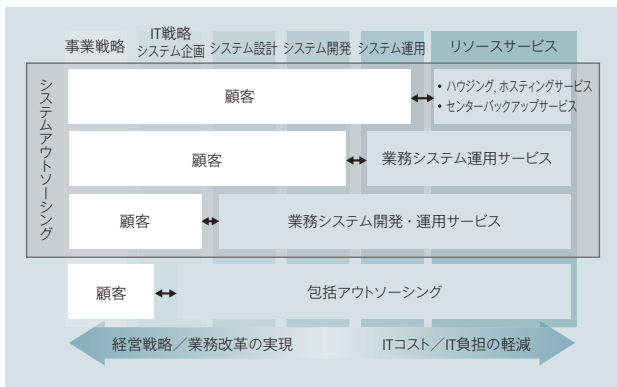 事業戦略
IT戦略
システム企画
システム設計
システム開発
システム運用
リソースサービス
システムアウトソーシング
顧客
• ハウジング, ホスティングサービス
• センターバックアップサービス
顧客
業務システム運用サービス
顧客
業務システム開発・運用サービス
顧客
包括アウトソーシング
経営戦略／業務改革の実現
ITコスト／IT負担の軽減